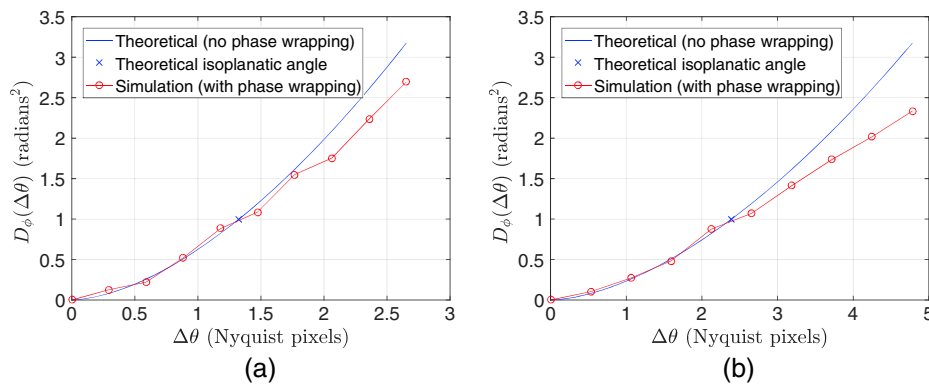 3.5
3
2.5
2
1.5
1
0.5
0
D_ϕ(Δθ) (radians²)
Theoretical (no phase wrapping)
Theoretical isoplanatic angle
Simulation (with phase wrapping)
0 0.5 1 1.5 2 2.5 3
Δθ (Nyquist pixels)
(a)
3.5
3
2.5
2
1.5
1
0.5
0
D_ϕ(Δθ) (radians²)
Theoretical (no phase wrapping)
Theoretical isoplanatic angle
Simulation (with phase wrapping)
0 1 2 3 4 5
Δθ (Nyquist pixels)
(b)